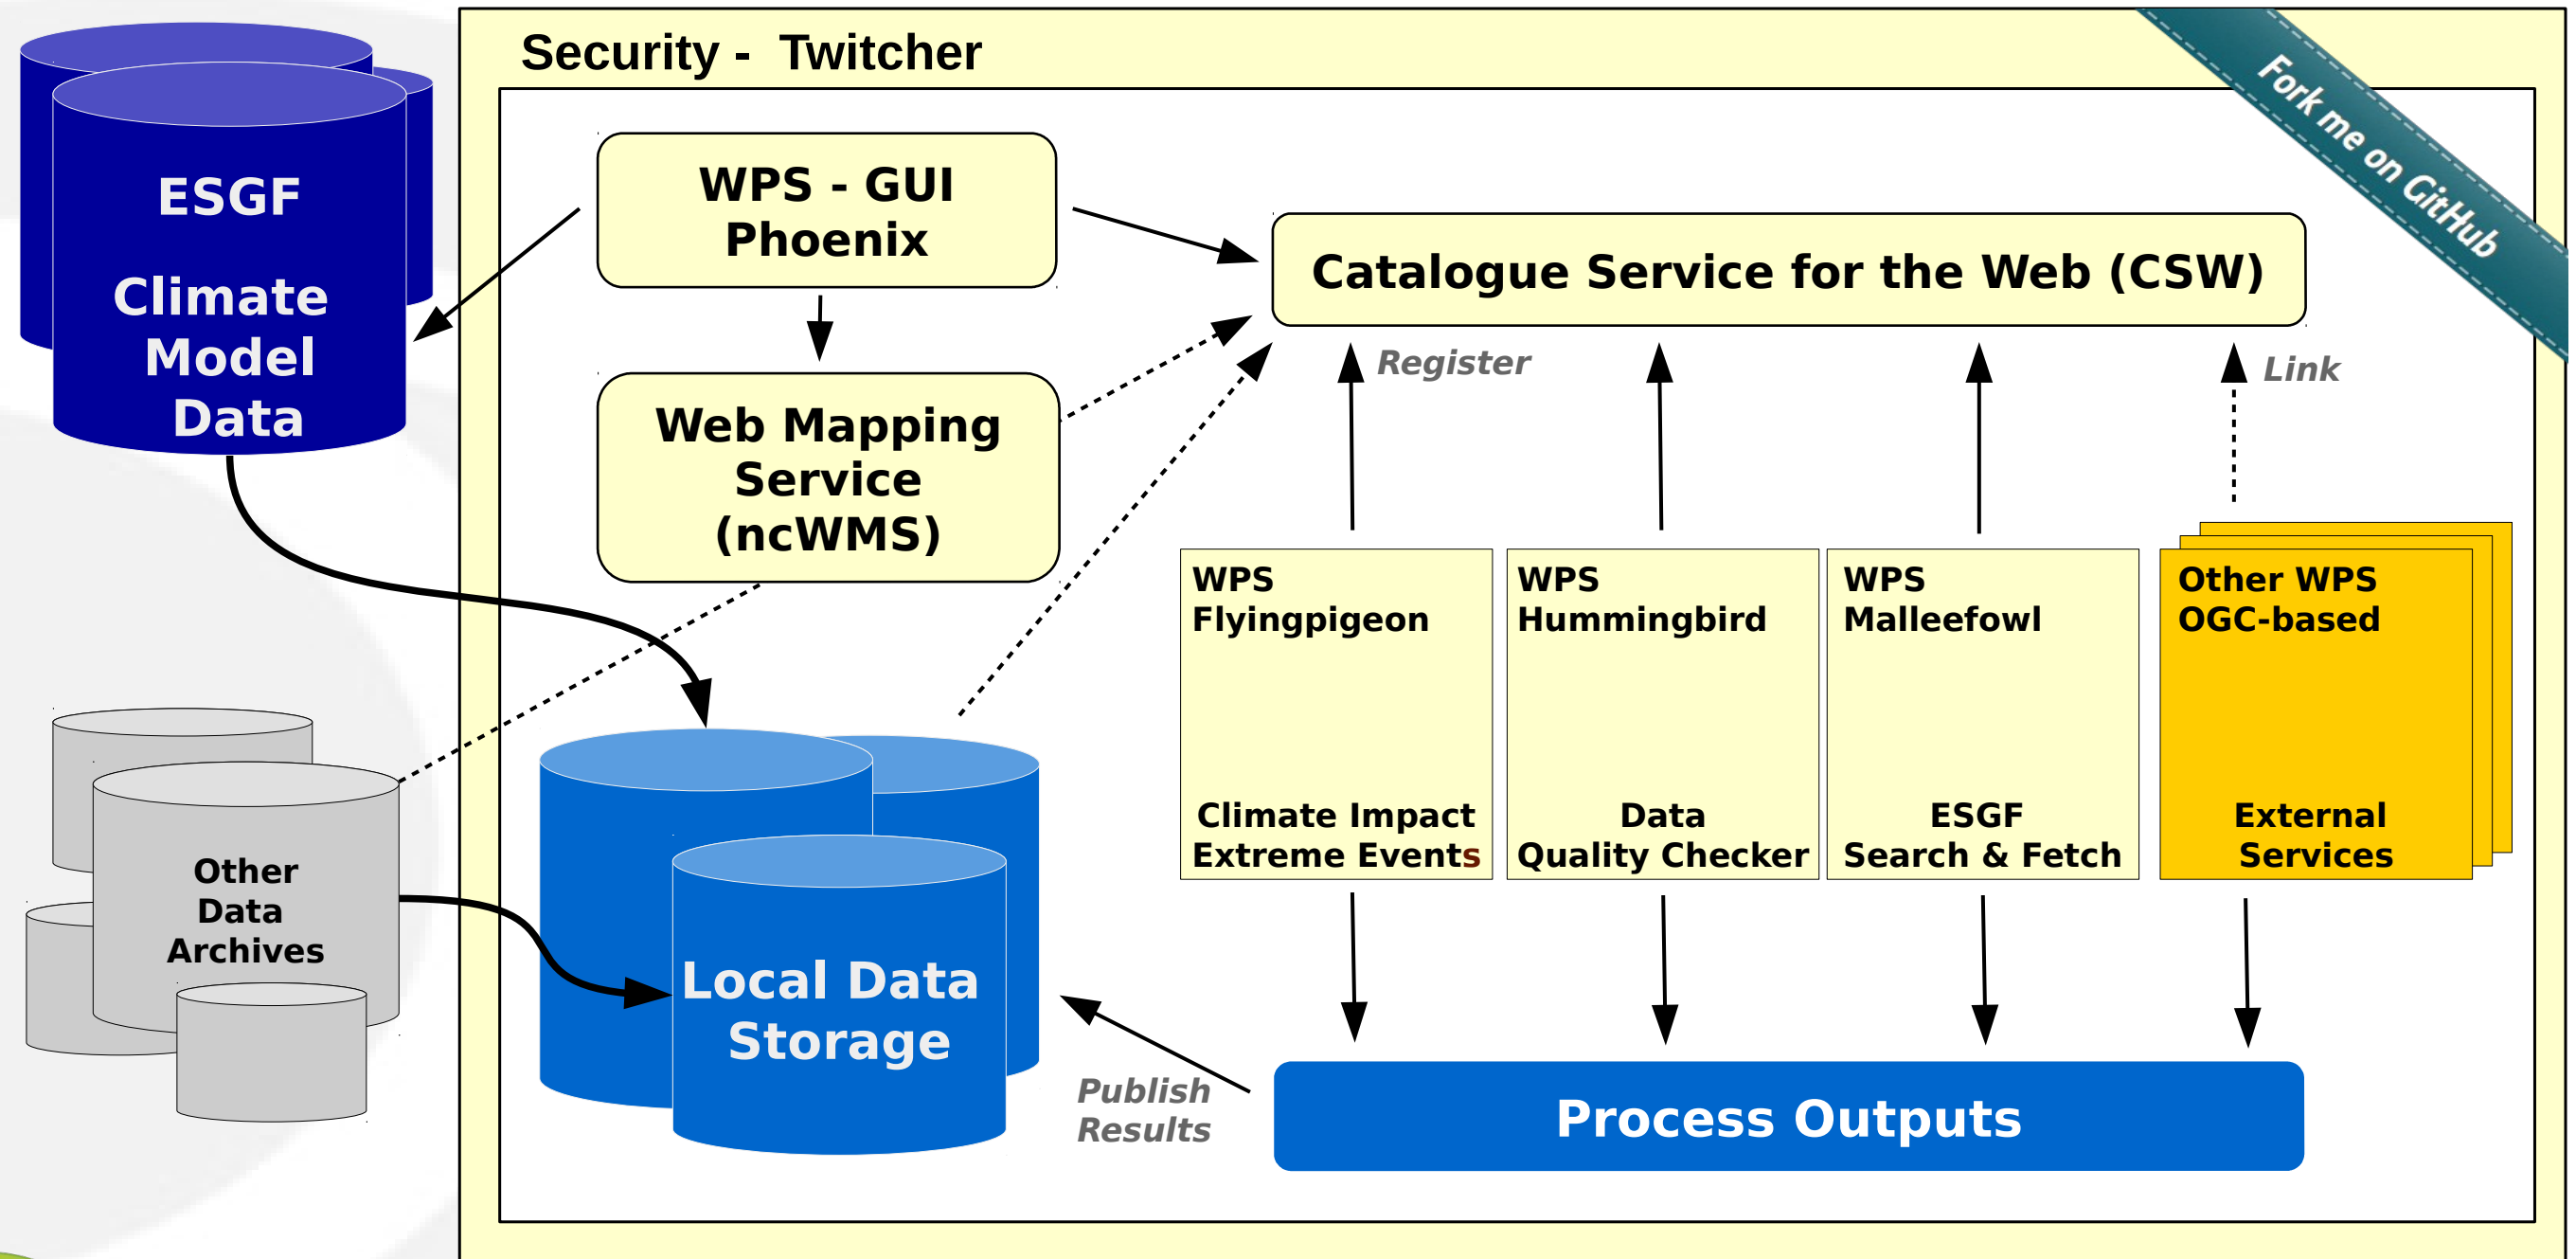 Security -  Twitcher
Fork me on GitHub
ESGF
Climate
Model
Data
WPS - GUI
Phoenix
Catalogue Service for the Web (CSW)
Register
Link
Web Mapping
Service
(ncWMS)
WPS
Flyingpigeon
Climate Impact
Extreme Events
WPS
Hummingbird
Data
Quality Checker
WPS
Malleefowl
ESGF
Search & Fetch
Other WPS
OGC-based
External
Services
Other
Data
Archives
Local Data
Storage
Publish
Results
Process Outputs